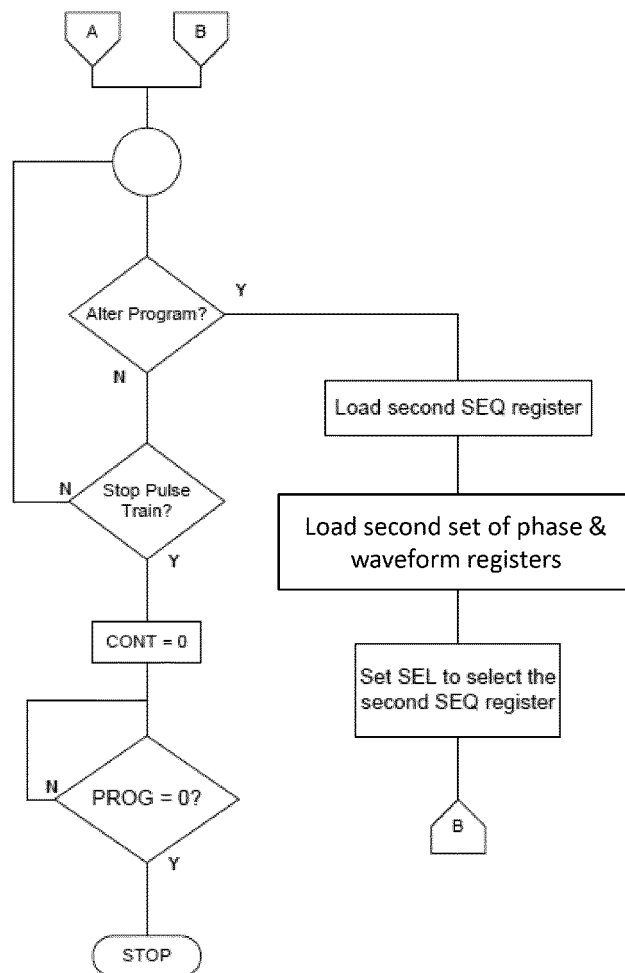 A
B
Alter Program?
Y
N
Load second SEQ register
Stop Pulse
Train?
N
Y
Load second set of phase &
waveform registers
CONT = 0
Set SEL to select the
second SEQ register
PROG = 0?
N
Y
B
STOP